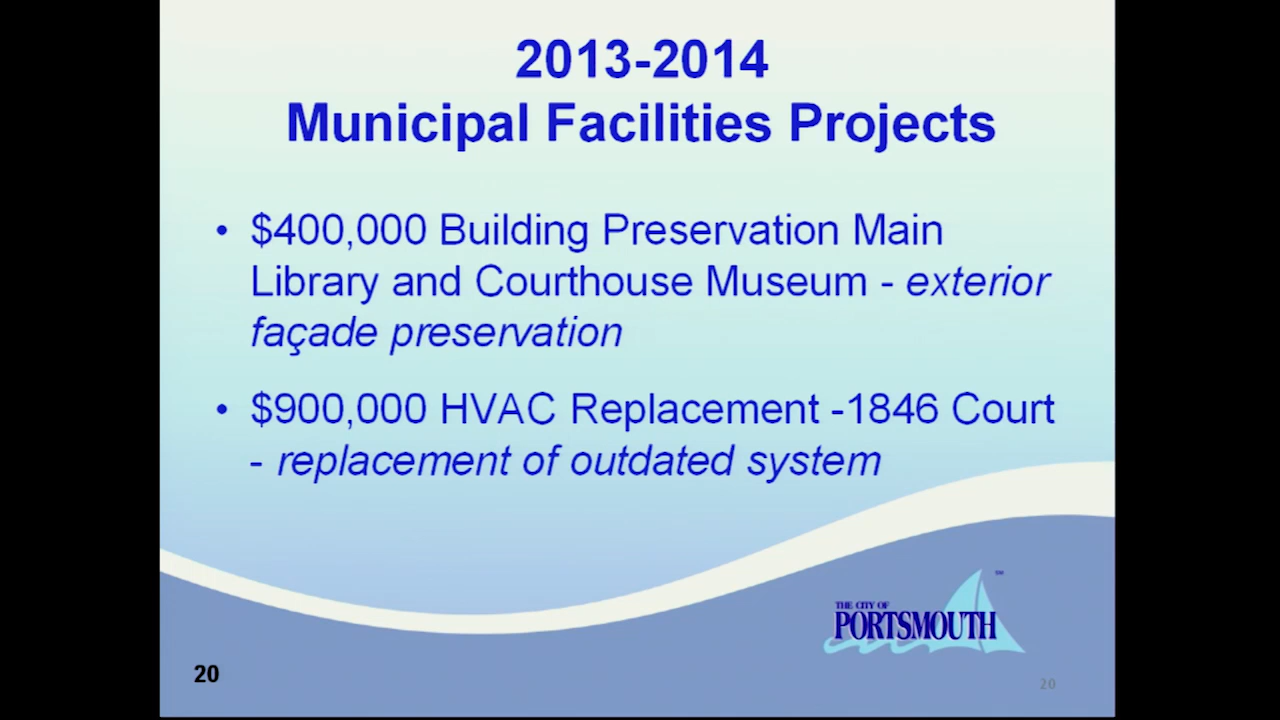 2013-2014
Municipal Facilities Projects
• $400,000 Building Preservation Main
Library and Courthouse Museum - exterior
façade preservation
• $900,000 HVAC Replacement -1846 Court
- replacement of outdated system
THE CITY OF
PORTSMOUTH
™
20
20